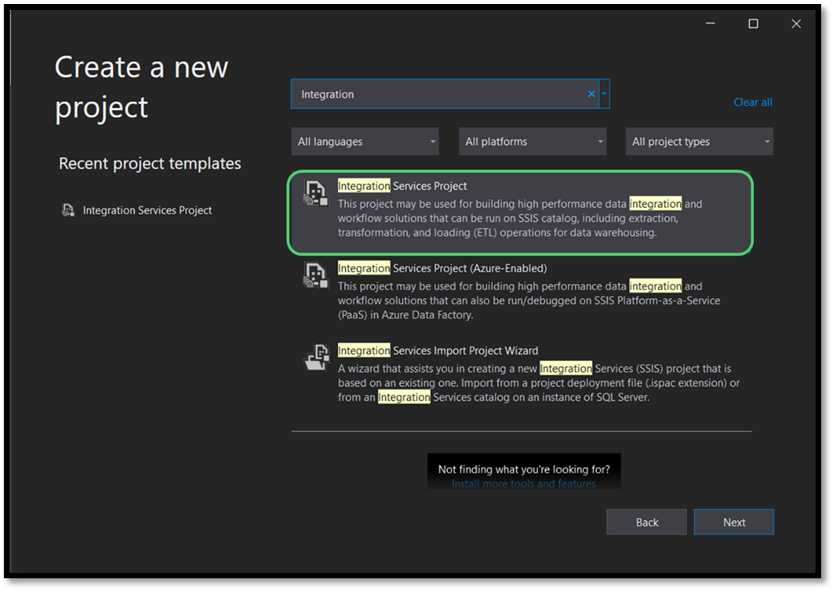 Create a new
project
Recent project templates
Integration Services Project
Integration
Clear all
All languages
All platforms
All project types
Integration Services Project
This project may be used for building high performance data integration and
workflow solutions that can be run on SSIS catalog, including extraction,
transformation, and loading (ETL) operations for data warehousing.
Integration Services Project (Azure-Enabled)
This project may be used for building high performance data integration and
workflow solutions that can also be run/debugged on SSIS Platform-as-a-Service
(PaaS) in Azure Data Factory.
Integration Services Import Project Wizard
A wizard that assists you in creating a new Integration Services (SSIS) project that is
based on an existing one. Import from a project deployment file (.ispac extension) or
from an Integration Services catalog on an instance of SQL Server.
Not finding what you're looking for?
Install more tools and features
Back
Next